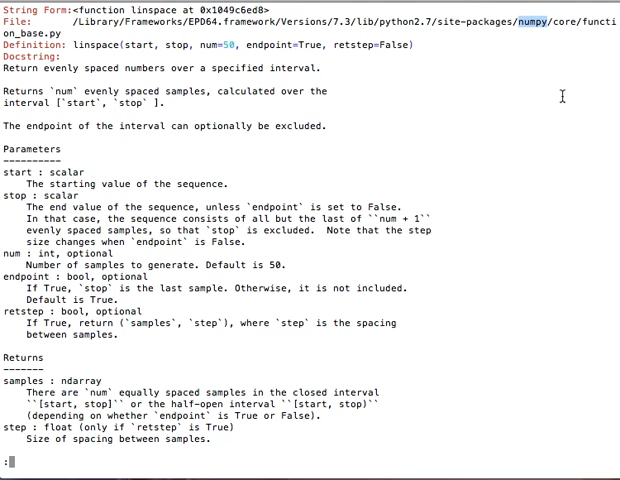 String Form:<function linspace at 0x1049c6ed8>
File:       /Library/Frameworks/EPD64.framework/Versions/7.3/lib/python2.7/site-packages/numpy/core/functi
on_base.py
Definition: linspace(start, stop, num=50, endpoint=True, retstep=False)
Docstring:
Return evenly spaced numbers over a specified interval.

Returns `num` evenly spaced samples, calculated over the
interval [`start`, `stop` ].

The endpoint of the interval can optionally be excluded.

Parameters
----------
start : scalar
    The starting value of the sequence.
stop : scalar
    The end value of the sequence, unless `endpoint` is set to False.
    In that case, the sequence consists of all but the last of ``num + 1``
    evenly spaced samples, so that `stop` is excluded.  Note that the step
    size changes when `endpoint` is False.
num : int, optional
    Number of samples to generate. Default is 50.
endpoint : bool, optional
    If True, `stop` is the last sample. Otherwise, it is not included.
    Default is True.
retstep : bool, optional
    If True, return (`samples`, `step`), where `step` is the spacing
    between samples.

Returns
-------
samples : ndarray
    There are `num` equally spaced samples in the closed interval
    ``[start, stop]`` or the half-open interval ``[start, stop)``
    (depending on whether `endpoint` is True or False).
step : float (only if `retstep` is True)
    Size of spacing between samples.

: